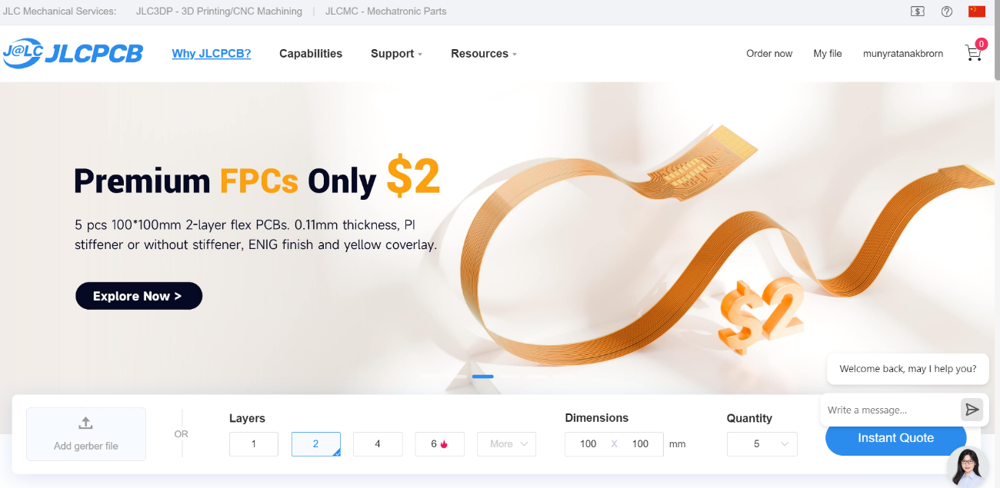 JLC Mechanical Services: JLC3DP - 3D Printing/CNC Machining | JLCMC - Mechatronic Parts
J@LC JLCPCB Why JLCPCB? Capabilities Support Resources Order now My file munyratanakbrorn 0
Premium FPCs Only $2
5 pcs 100*100mm 2-layer flex PCBs. 0.11mm thickness, PI
stiffener or without stiffener, ENIG finish and yellow coverlay.
Explore Now >
$2
Welcome back, may I help you?
Write a message...
Add gerber file
OR
Layers
1 2 4 6 More
Dimensions
100 X 100 mm
Quantity
5
Instant Quote